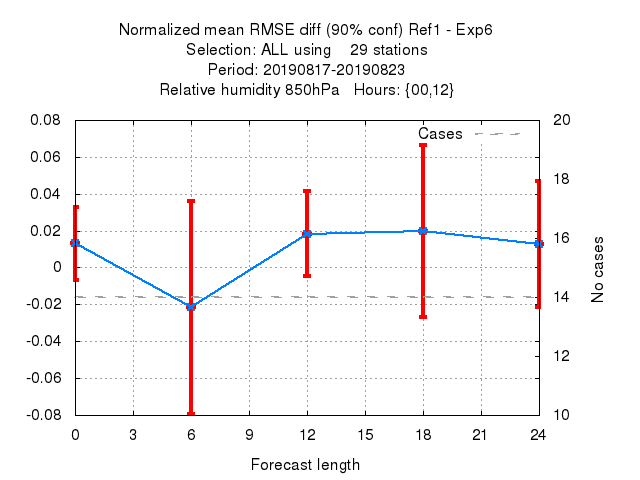 Normalized mean RMSE diff (90% conf) Ref1 - Exp6
Selection: ALL using    29 stations
Period: 20190817-20190823
Relative humidity 850hPa   Hours: {00,12}
Cases
0.08
0.06
0.04
0.02
0
-0.02
-0.04
-0.06
-0.08
20
18
16
14
12
10
No cases
0 3 6 9 12 15 18 21 24
Forecast length